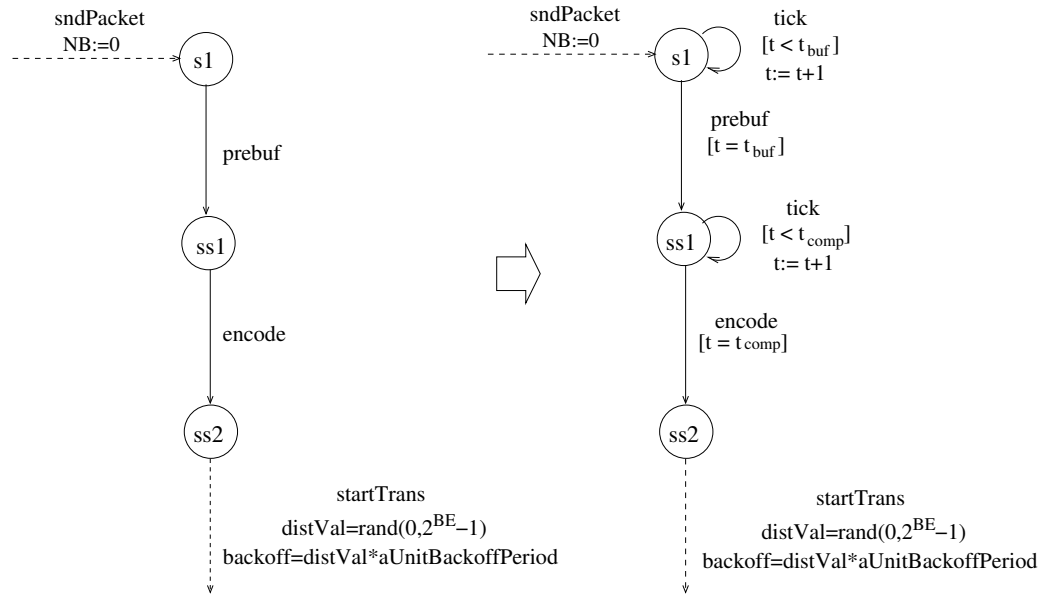 sndPacket
NB:=0
s1
prebuf
ss1
encode
ss2
startTrans
distVal=rand(0,2^BE−1)
backoff=distVal*aUnitBackoffPeriod
sndPacket
NB:=0
s1
tick
[t < t_buf]
t:= t+1
prebuf
[t = t_buf]
ss1
tick
[t < t_comp]
t:= t+1
encode
[t = t_comp]
ss2
startTrans
distVal=rand(0,2^BE−1)
backoff=distVal*aUnitBackoffPeriod